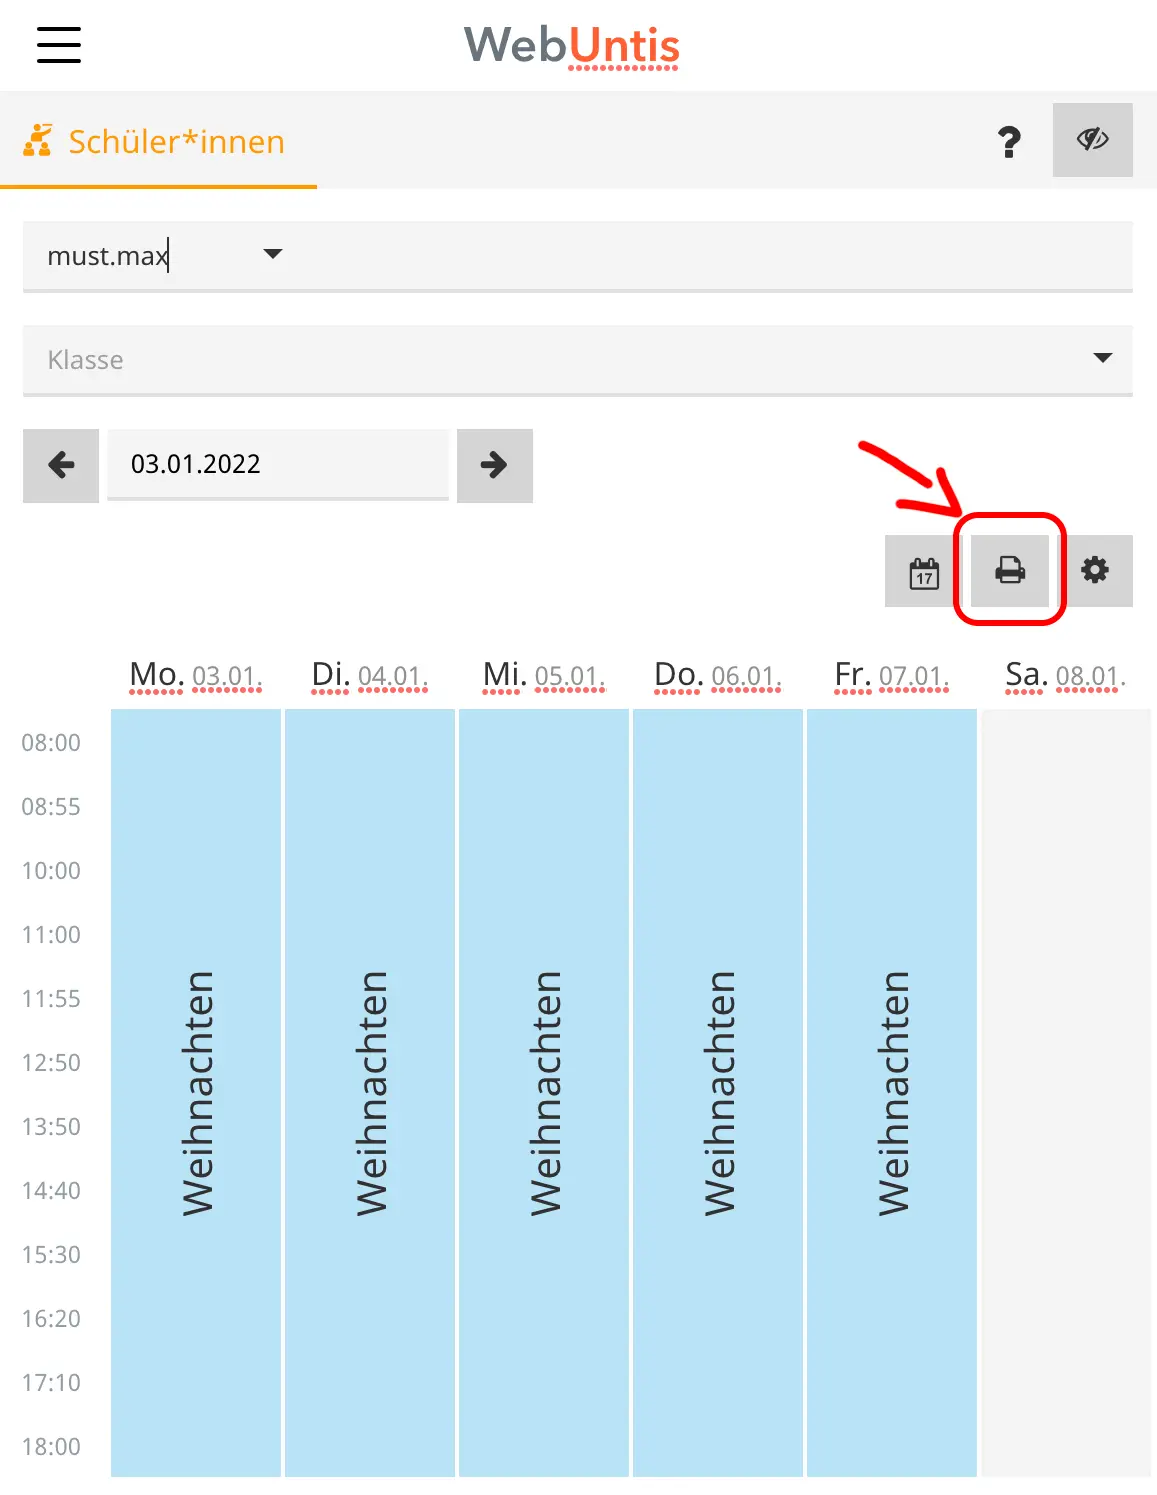 WebUntis
Schüler*innen
must.max
Klasse
03.01.2022
17
Mo. 03.01. Di. 04.01. Mi. 05.01. Do. 06.01. Fr. 07.01. Sa. 08.01.
08:00
08:55
10:00
11:00
11:55
12:50
13:50
14:40
15:30
16:20
17:10
18:00
Weihnachten
Weihnachten
Weihnachten
Weihnachten
Weihnachten